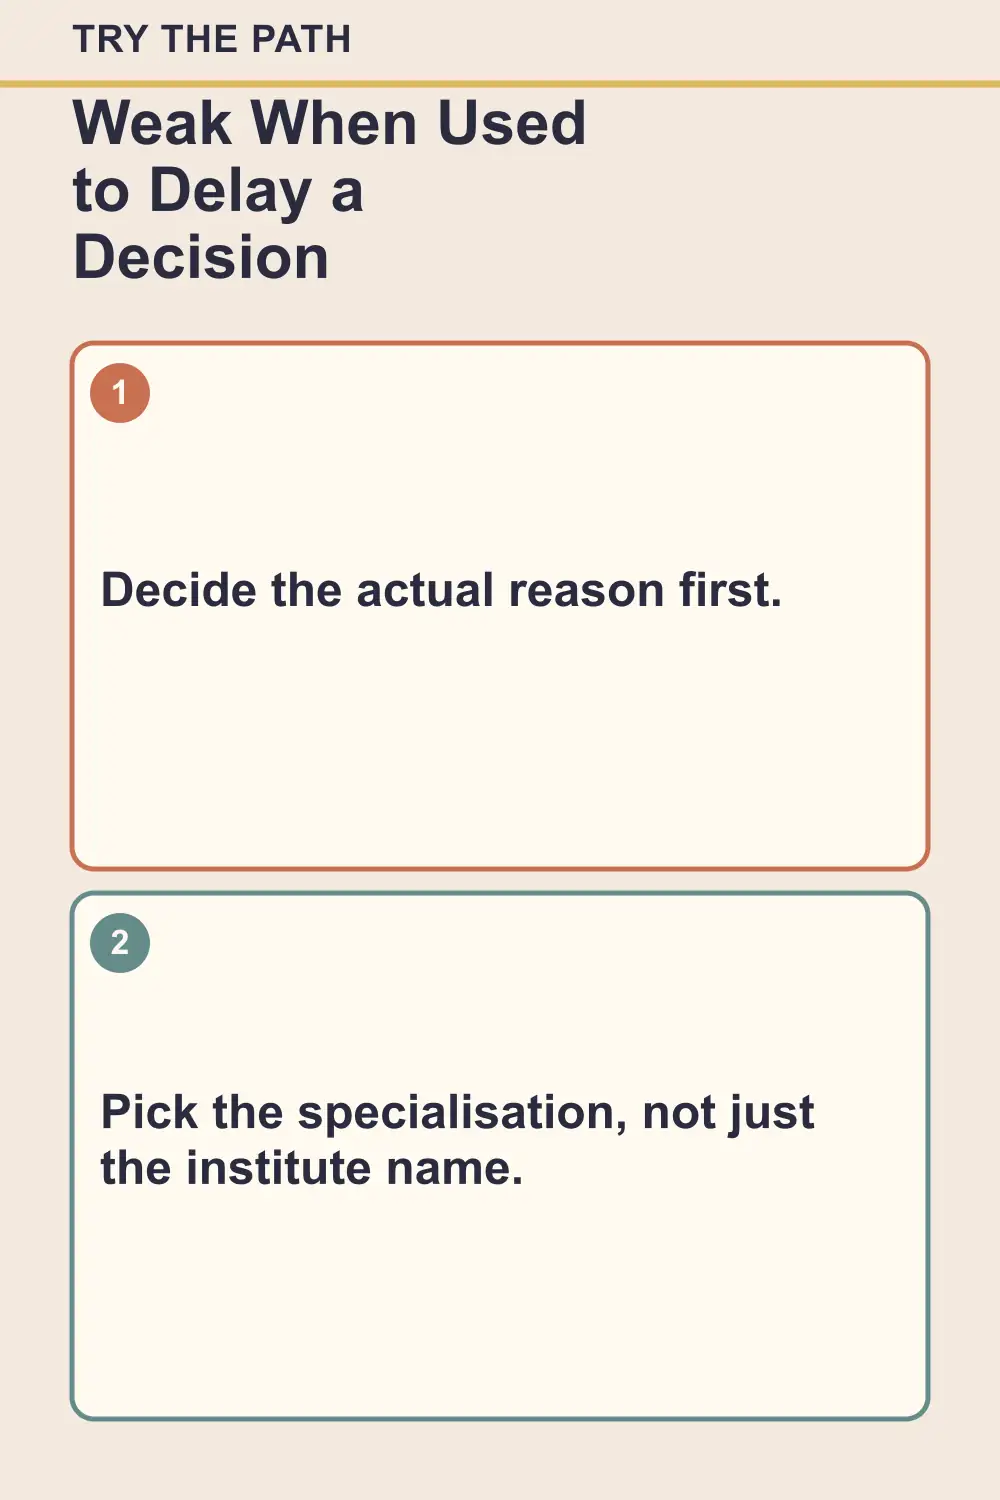 TRY THE PATH
Weak When Used
to Delay a
Decision
1
Decide the actual reason first.
2
Pick the specialisation, not just
the institute name.